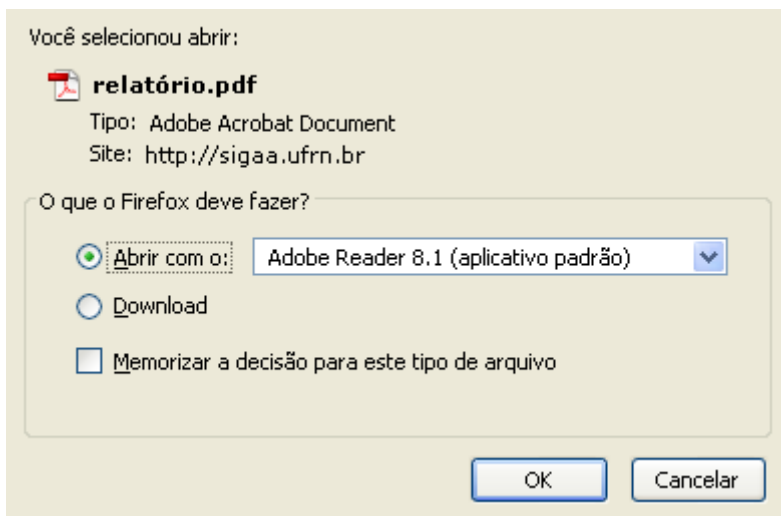 Você selecionou abrir:
relatório.pdf
Tipo: Adobe Acrobat Document
Site: http://sigaa.ufrn.br
O que o Firefox deve fazer?
Abrir com o: Adobe Reader 8.1 (aplicativo padrão)
Download
Memorizar a decisão para este tipo de arquivo
OK Cancelar